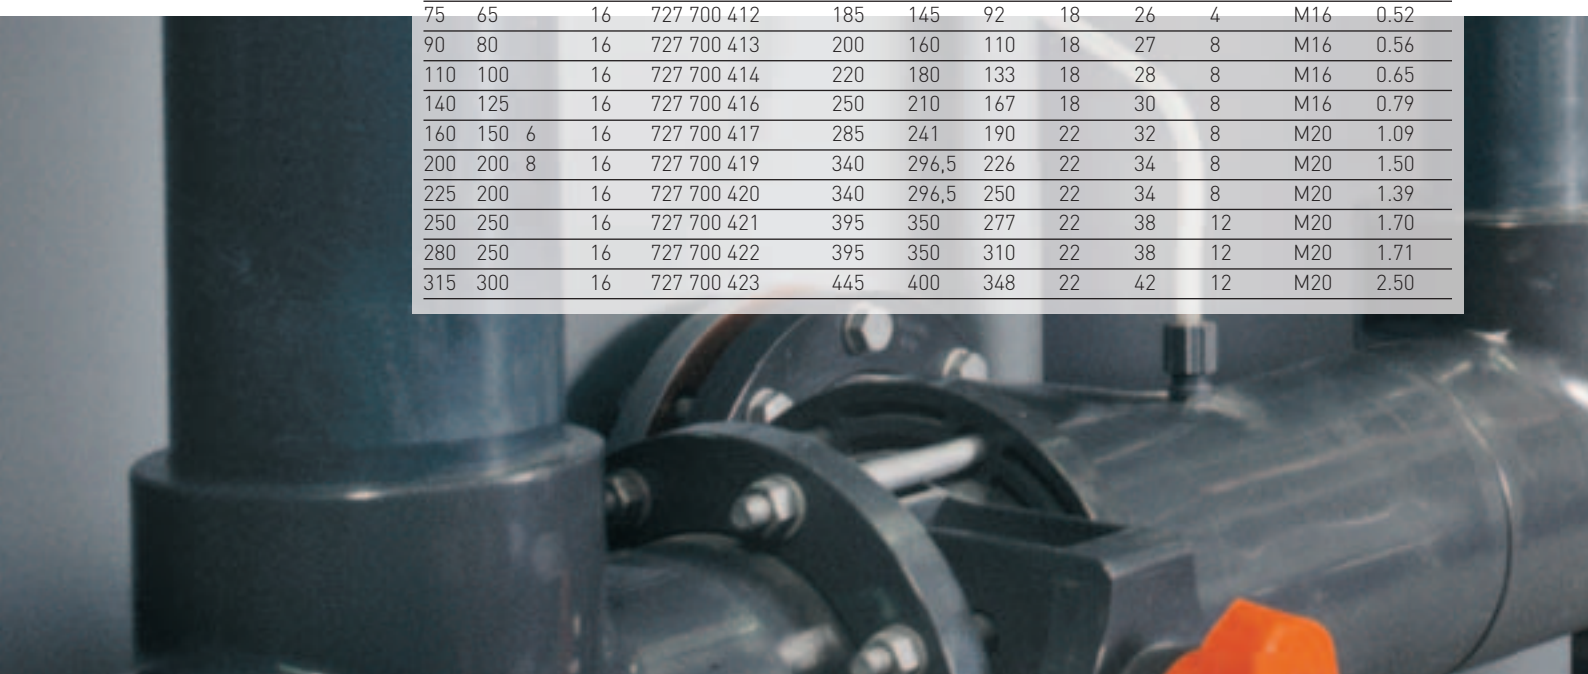 75 65 16 727 700 412 185 145 92 18 26 4 M16 0.52
90 80 16 727 700 413 200 160 110 18 27 8 M16 0.56
110 100 16 727 700 414 220 180 133 18 28 8 M16 0.65
140 125 16 727 700 416 250 210 167 18 30 8 M16 0.79
160 150 6 16 727 700 417 285 241 190 22 32 8 M20 1.09
200 200 8 16 727 700 419 340 296,5 226 22 34 8 M20 1.50
225 200 16 727 700 420 340 296,5 250 22 34 8 M20 1.39
250 250 16 727 700 421 395 350 277 22 38 12 M20 1.70
280 250 16 727 700 422 395 350 310 22 38 12 M20 1.71
315 300 16 727 700 423 445 400 348 22 42 12 M20 2.50